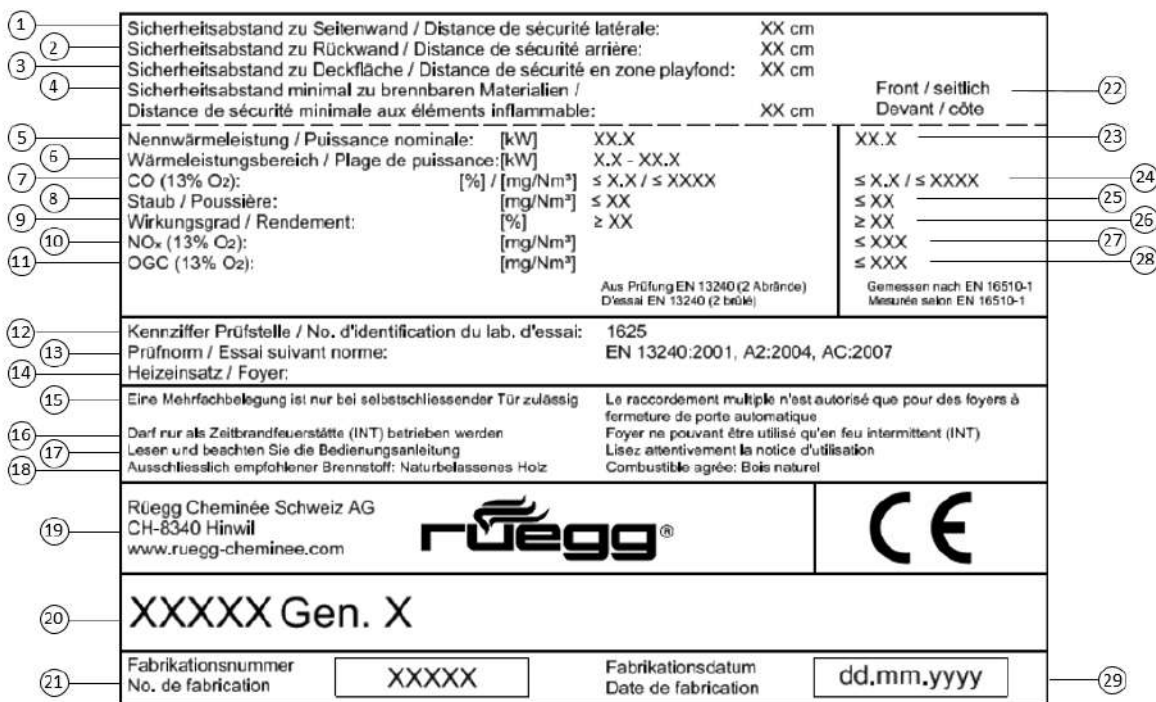 1 Sicherheitsabstand zu Seitenwand / Distance de sécurité latérale: XX cm
2 Sicherheitsabstand zu Rückwand / Distance de sécurité arrière: XX cm
3 Sicherheitsabstand zu Deckfläche / Distance de sécurité en zone playfond: XX cm
4 Sicherheitsabstand minimal zu brennbaren Materialien / Front / seitlich 22
Distance de sécurité minimale aux éléments inflammable: XX cm Devant / côte
5 Nennwärmeleistung / Puissance nominale: [kW] XX.X XX.X 23
6 Wärmeleistungsbereich / Plage de puissance: [kW] X.X - XX.X
7 CO (13% O₂): [%] / [mg/Nm³] ≤ X.X / ≤ XXXX ≤ X.X / ≤ XXXX 24
8 Staub / Poussière: [mg/Nm³] ≤ XX ≤ XX 25
9 Wirkungsgrad / Rendement: [%] ≥ XX ≥ XX 26
10 NOₓ (13% O₂): [mg/Nm³] ≤ XXX 27
11 OGC (13% O₂): [mg/Nm³] ≤ XXX 28
Aus Prüfung EN 13240 (2 Abrände) Gemessen nach EN 16510-1
D'essai EN 13240 (2 brûlé) Mesurée selon EN 16510-1
12 Kennziffer Prüfstelle / No. d'identification du lab. d'essai: 1625
13 Prüfnorm / Essai suivant norme: EN 13240:2001, A2:2004, AC:2007
14 Heizeinsatz / Foyer:
15 Eine Mehrfachbelegung ist nur bei selbstschliessender Tür zulässig Le raccordement multiple n'est autorisé que pour des foyers à
fermeture de porte automatique
16 Darf nur als Zeitbrandfeuerstätte (INT) betrieben werden Foyer ne pouvant être utilisé qu'en feu intermittent (INT)
17 Lesen und beachten Sie die Bedienungsanleitung Lisez attentivement la notice d'utilisation
18 Ausschliesslich empfohlener Brennstoff: Naturbelassenes Holz Combustible agrée: Bois naturel
Rüegg Cheminée Schweiz AG
19 CH-8340 Hinwil rüegg® CE
www.ruegg-cheminee.com
20 XXXXX Gen. X
Fabrikationsnummer Fabrikationsdatum
21 XXXXX dd.mm.yyyy 29
No. de fabrication Date de fabrication